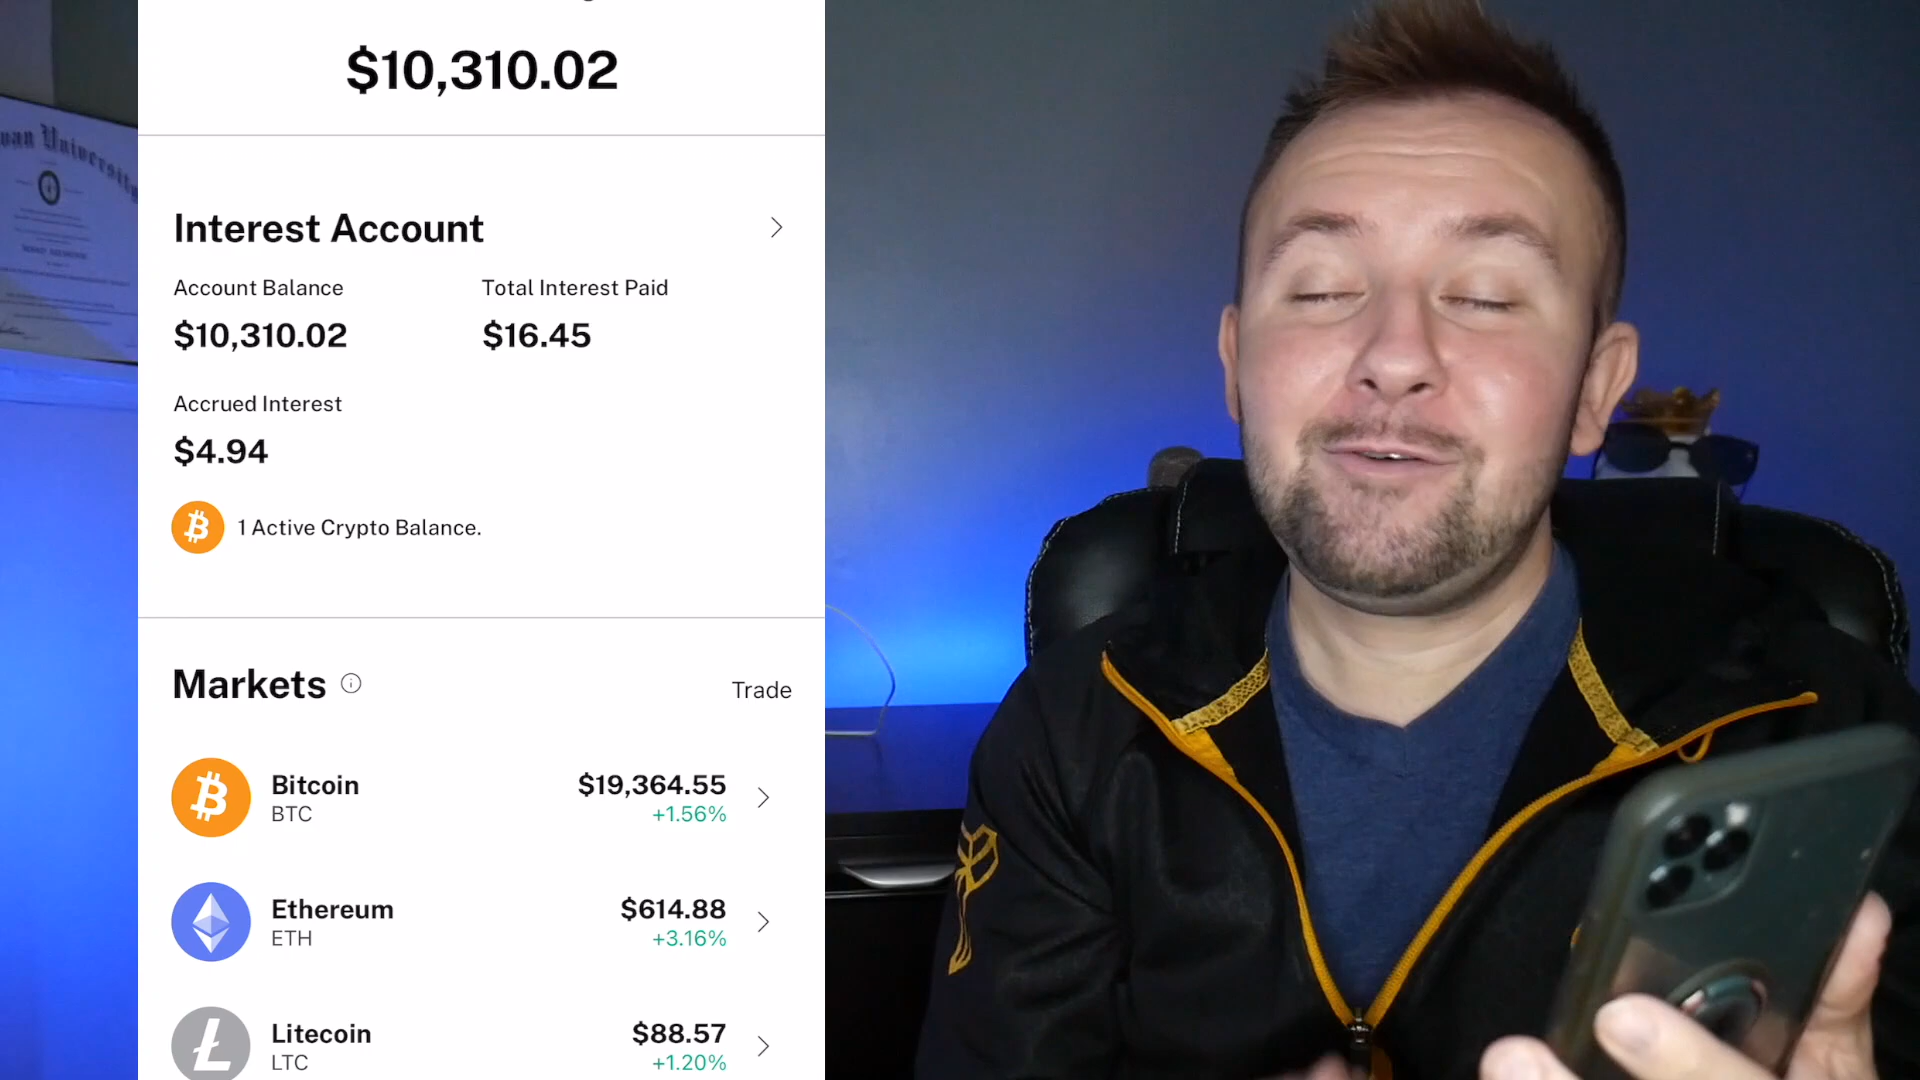 $10,310.02
Interest Account
Account Balance
Total Interest Paid
$10,310.02
$16.45
Accrued Interest
$4.94
1 Active Crypto Balance.
Markets
Trade
Bitcoin
$19,364.55
BTC
+1.56%
Ethereum
$614.88
ETH
+3.16%
Litecoin
$88.57
LTC
+1.20%
University